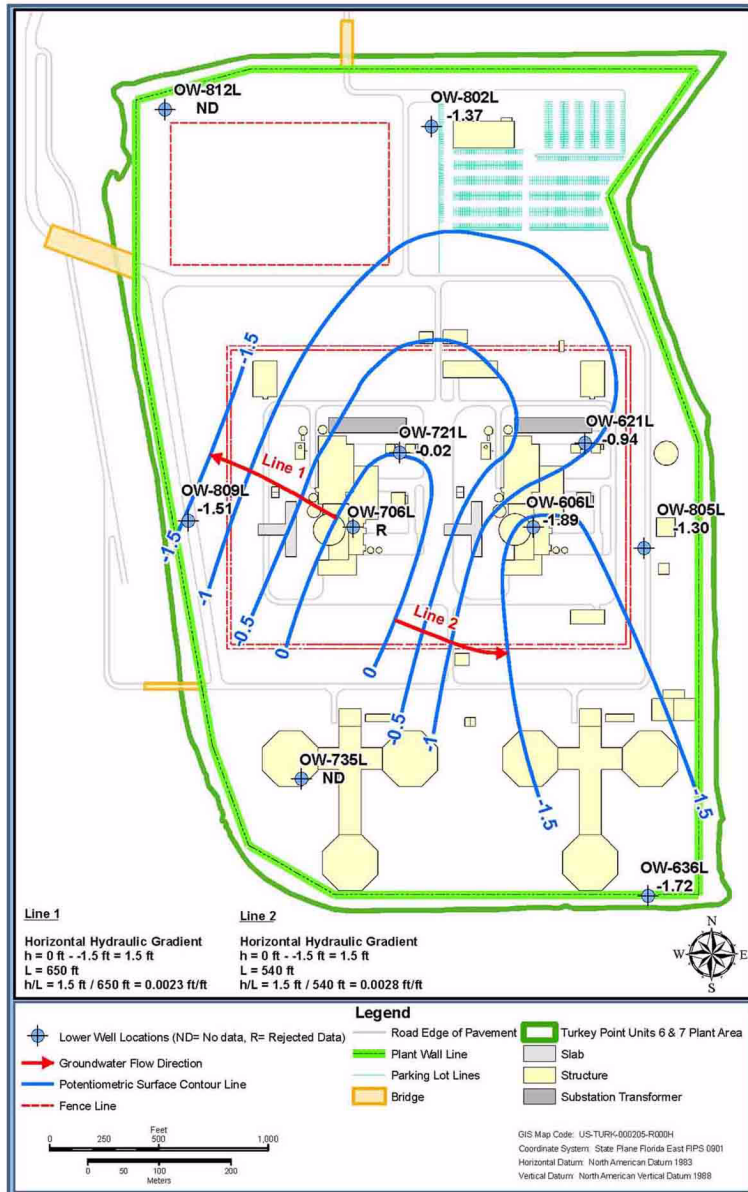 OW-812L
ND
OW-802L
-1.37
-1.5
OW-721L
-0.02
OW-621L
-0.94
Line 1
OW-809L
-1.51
OW-706L
R
OW-606L
-1.89
OW-805L
-1.30
-1.5
-1
-0.5
0
Line 2
0
-0.5
-1
OW-735L
ND
-1.5
-1.5
OW-636L
-1.72
Line 1
Horizontal Hydraulic Gradient
h = 0 ft - -1.5 ft = 1.5 ft
L = 650 ft
h/L = 1.5 ft / 650 ft = 0.0023 ft/ft
Line 2
Horizontal Hydraulic Gradient
h = 0 ft - -1.5 ft = 1.5 ft
L = 540 ft
h/L = 1.5 ft / 540 ft = 0.0028 ft/ft
N
W E
S
Legend
Lower Well Locations (ND= No data, R= Rejected Data)
Groundwater Flow Direction
Potentiometric Surface Contour Line
Fence Line
Road Edge of Pavement
Plant Wall Line
Parking Lot Lines
Bridge
Turkey Point Units 6 & 7 Plant Area
Slab
Structure
Substation Transformer
Feet
0 250 500 1,000
0 50 100 200
Meters
GIS Map Code: US-TURK-000205-R000H
Coordinate System: State Plane Florida East FIPS 0901
Horizontal Datum: North American Datum 1983
Vertical Datum: North American Vertical Datum 1988